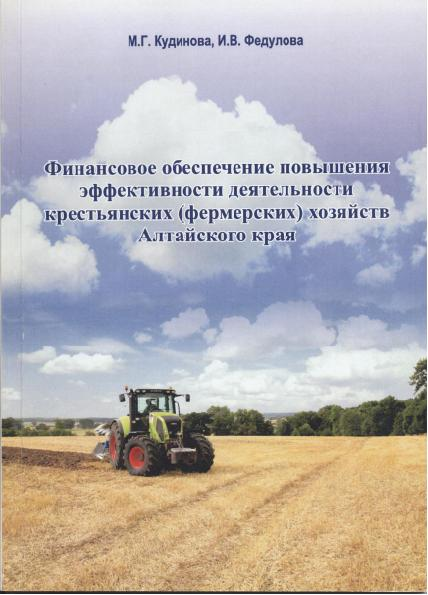 М.Г. Кудинова, И.В. Федулова
Финансовое обеспечение повышения
эффективности деятельности
крестьянских (фермерских) хозяйств
Алтайского края